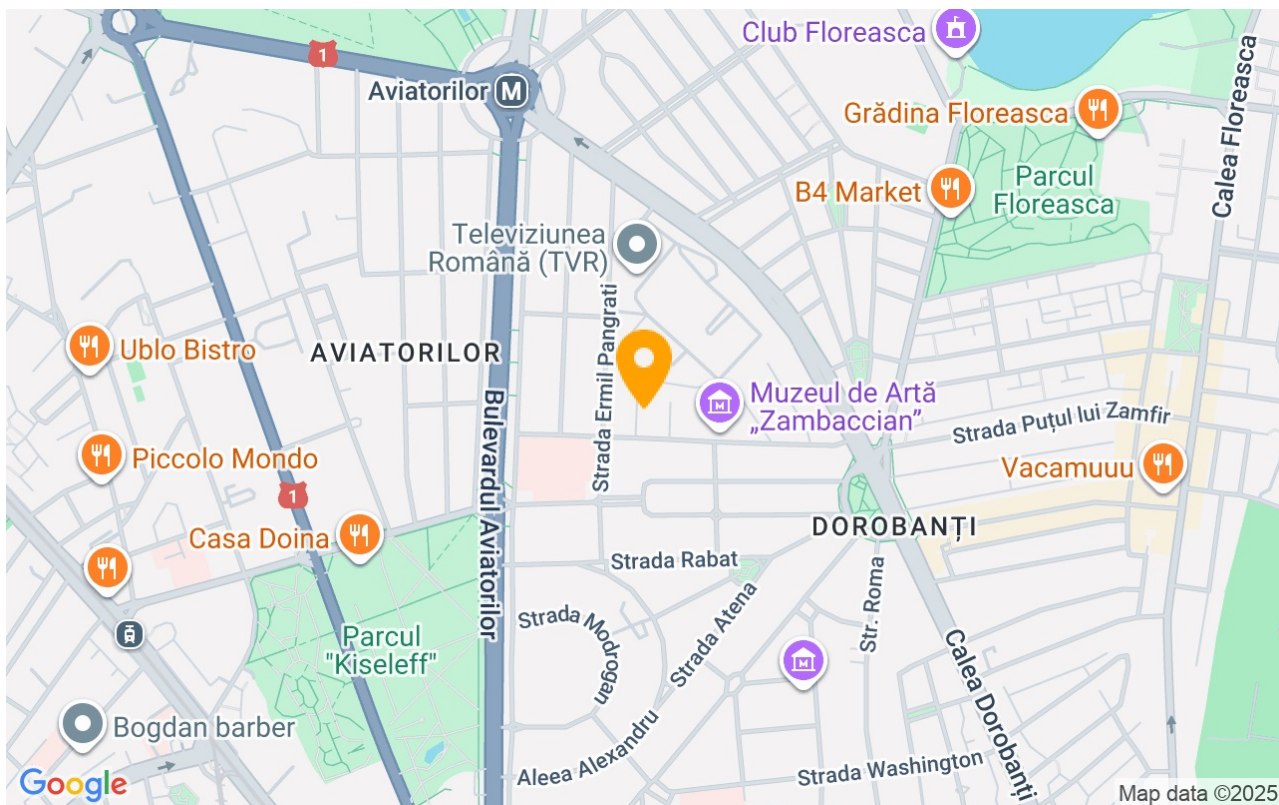 Club Floreasca
1
Aviatorilor
M
Calea Floreasca
Grădina Floreasca
B4 Market
Parcul
Floreasca
Televiziunea
Română (TVR)
Strada Ermil Pangrati
Ublo Bistro
AVIATORILOR
Bulevardul Aviatorilor
M
Muzeul de Artă
„Zambaccian”
Strada Puțul lui Zamfir
Piccolo Mondo
Vacamuuu
1
Casa Doina
DOROBANȚI
Strada Rabat
Strada Atena
Str. Roma
Strada Modrogan
Parcul
"Kiseleff"
M
Calea Dorobanți
Bogdan barber
Aleea Alexandru
Strada Washington
Google
Map data ©2025